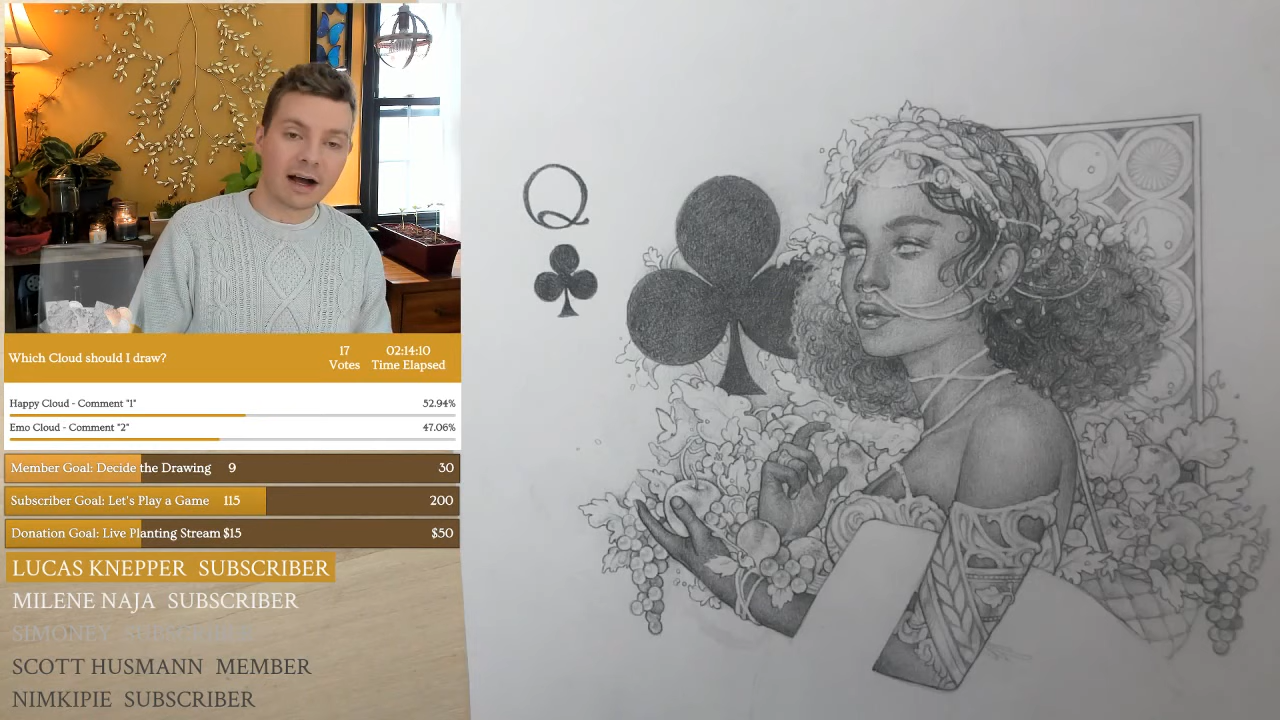 Which Cloud should I draw?
17 Votes
02:14:10 Time Elapsed
Happy Cloud - Comment "1" 52.94%
Emo Cloud - Comment "2" 47.06%
Member Goal: Decide the Drawing 9 30
Subscriber Goal: Let's Play a Game 115 200
Donation Goal: Live Planting Stream $15 $50
LUCAS KNEPPER SUBSCRIBER
MILENE NAJA SUBSCRIBER
SIMONEY SUBSCRIBER
SCOTT HUSMANN MEMBER
NIMKIPIE SUBSCRIBER
Q